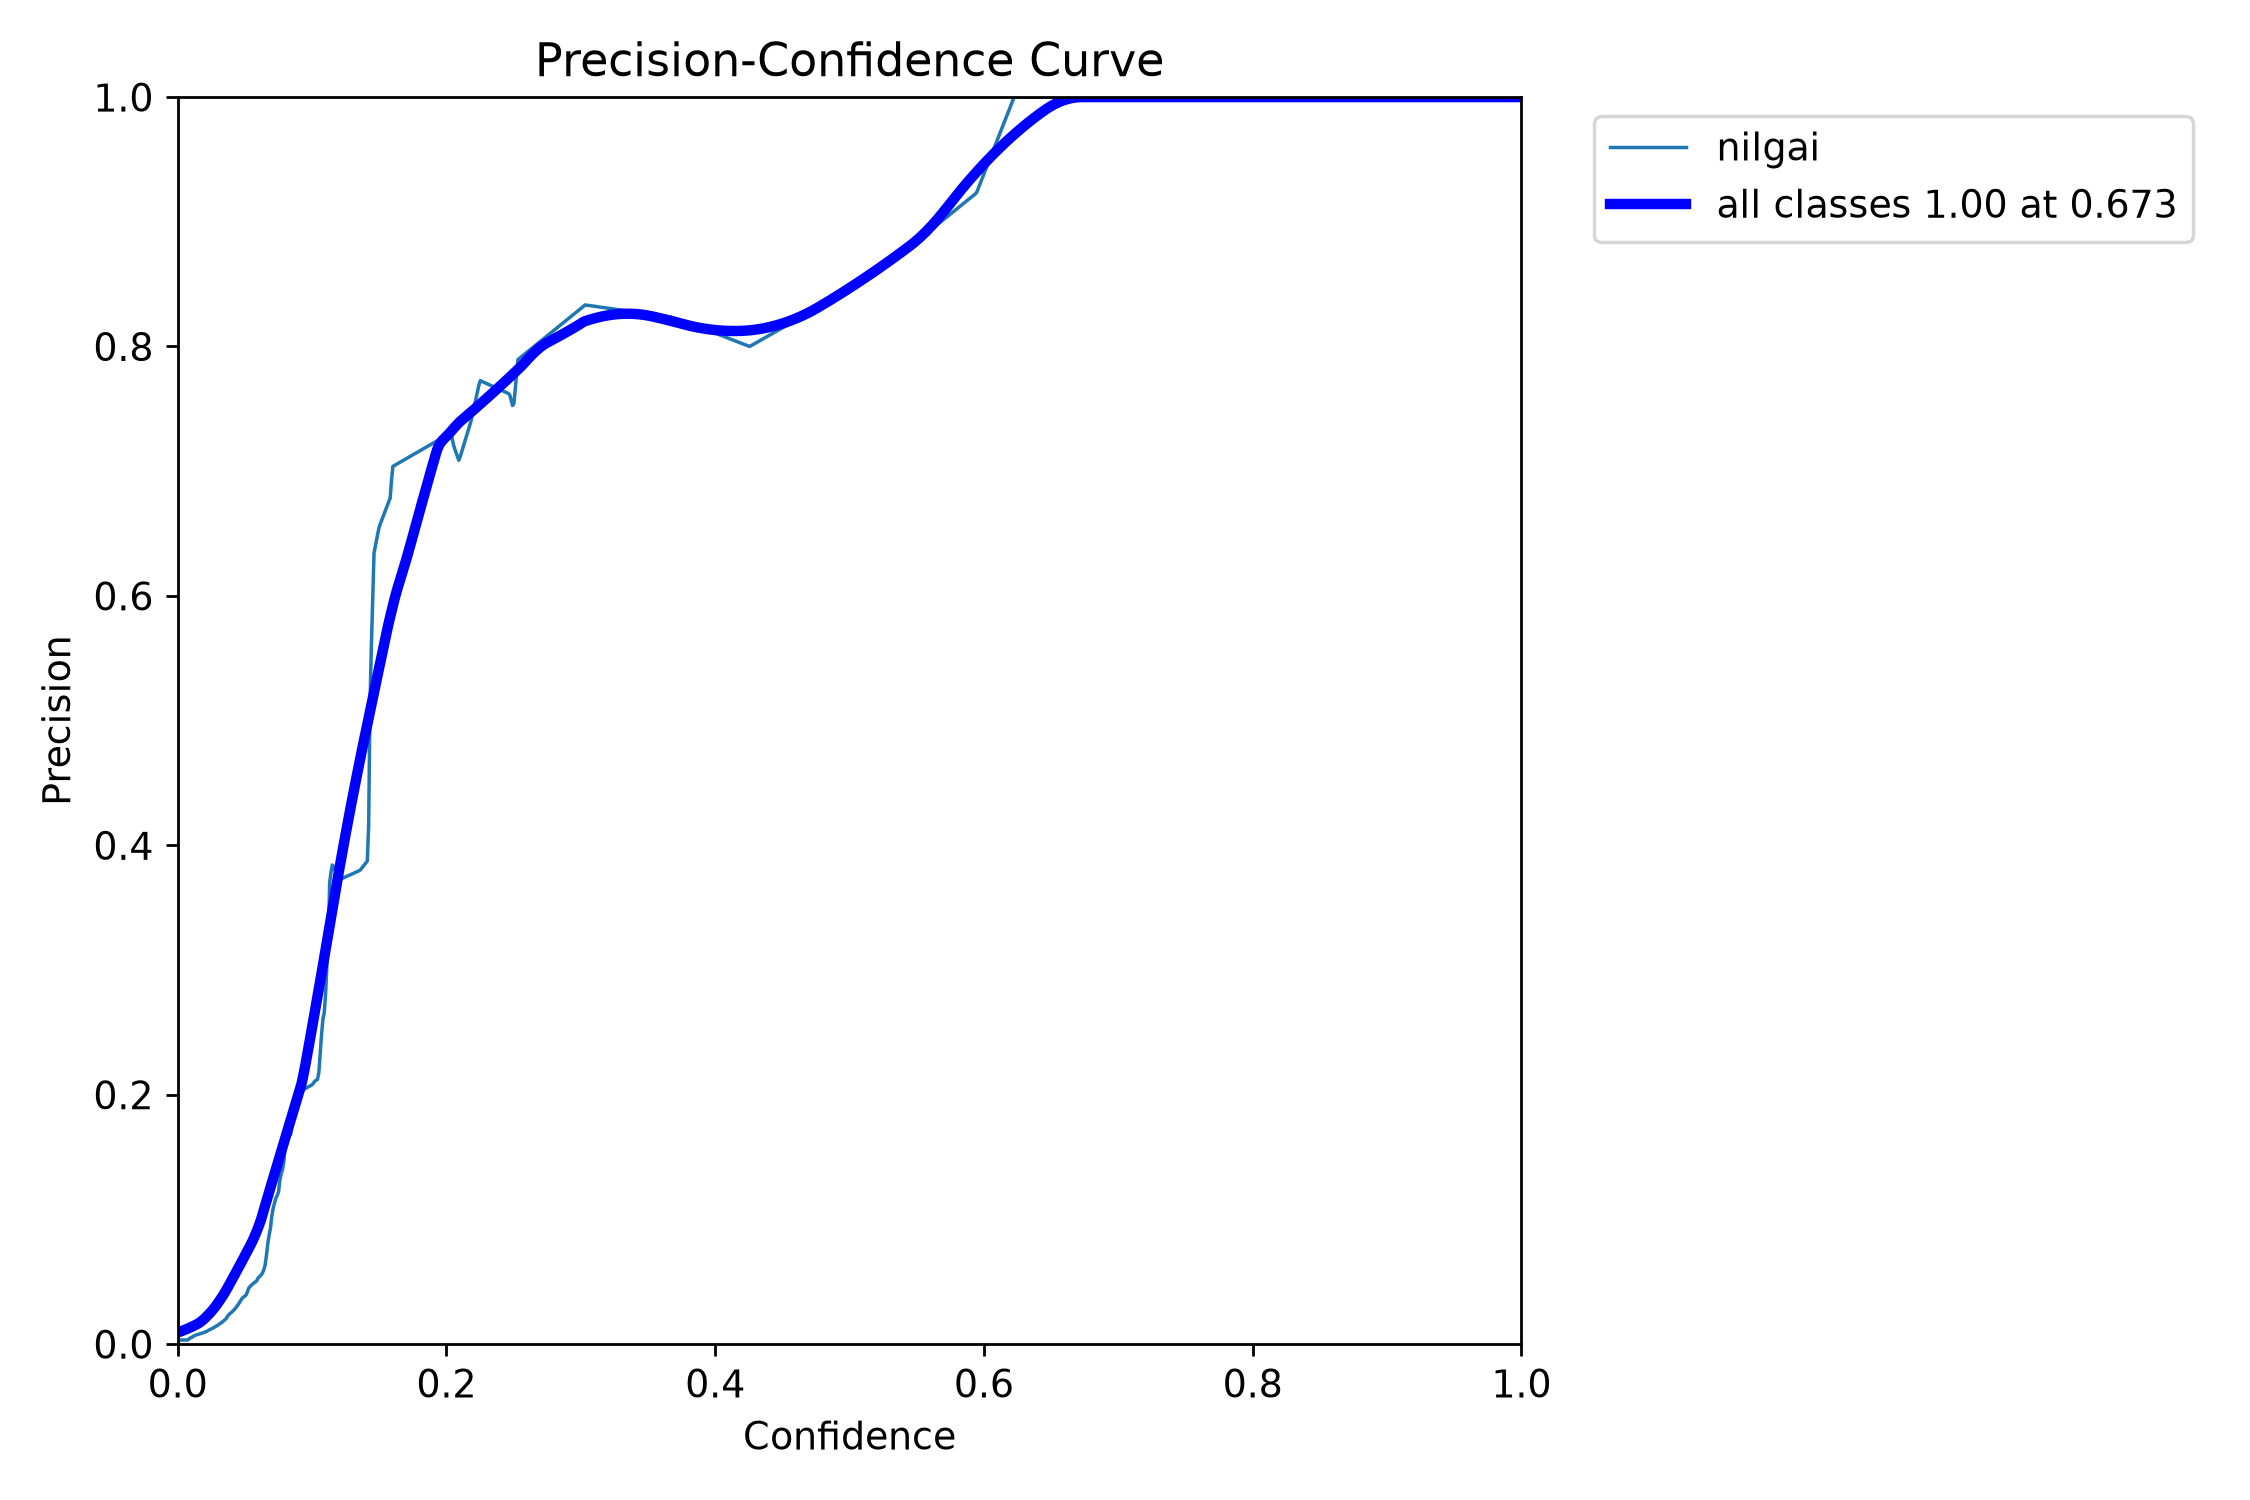 Precision-Confidence Curve
1.0
0.8
0.6
0.4
0.2
0.0
Precision
0.0 0.2 0.4 0.6 0.8 1.0
Confidence
nilgai
all classes 1.00 at 0.673